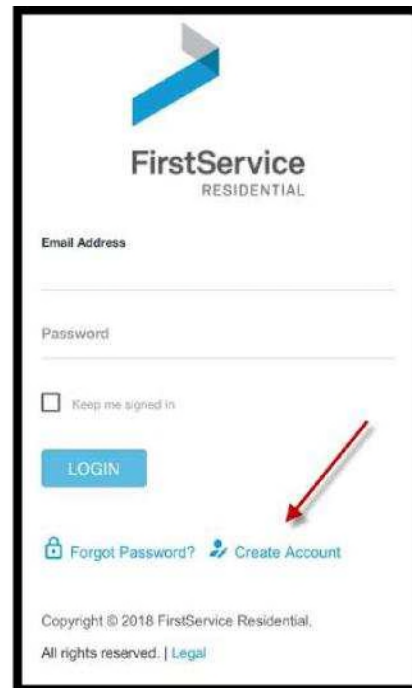 FirstService
RESIDENTIAL
Email Address
Password
Keep me signed in
LOGIN
Forgot Password? Create Account
Copyright © 2018 FirstService Residential,
All rights reserved. | Legal